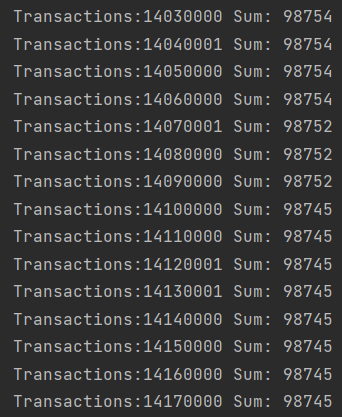 Transactions:14030000 Sum: 98754
Transactions:14040001 Sum: 98754
Transactions:14050000 Sum: 98754
Transactions:14060000 Sum: 98754
Transactions:14070001 Sum: 98752
Transactions:14080000 Sum: 98752
Transactions:14090000 Sum: 98752
Transactions:14100000 Sum: 98745
Transactions:14110000 Sum: 98745
Transactions:14120001 Sum: 98745
Transactions:14130001 Sum: 98745
Transactions:14140000 Sum: 98745
Transactions:14150000 Sum: 98745
Transactions:14160000 Sum: 98745
Transactions:14170000 Sum: 98745